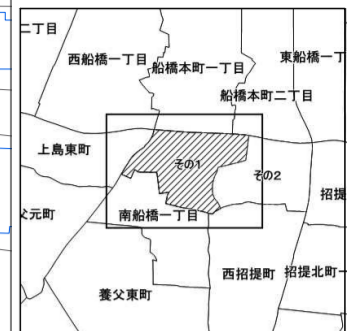 二丁目
西船橋一丁目
東船橋一丁
船橋本町一丁目
船橋本町二丁目
上島東町
その1
その2
招提
父元町
南船橋一丁目
西招提町
招提北町一
養父東町